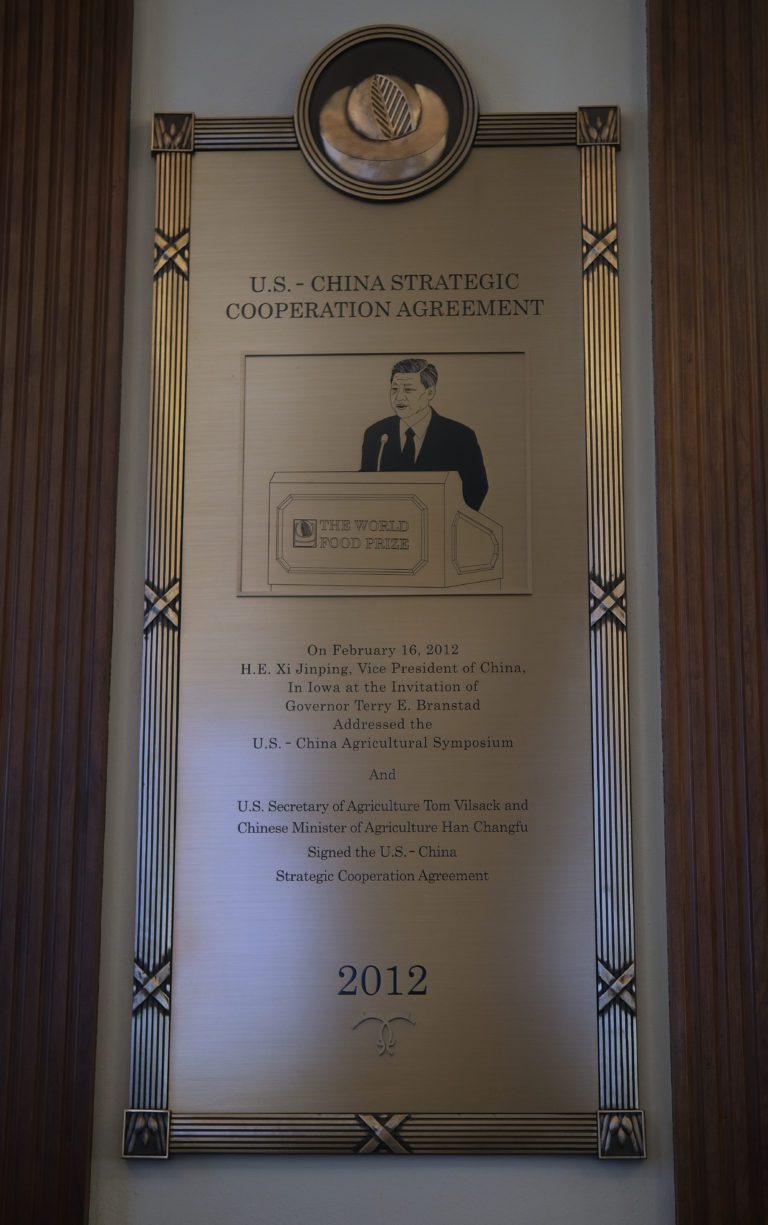 U.S. - CHINA STRATEGIC
COOPERATION AGREEMENT
THE WORLD
FOOD PRIZE
On February 16, 2012
H.E. Xi Jinping, Vice President of China,
In Iowa at the Invitation of
Governor Terry E. Branstad
Addressed the
U.S. - China Agricultural Symposium
And
U.S. Secretary of Agriculture Tom Vilsack and
Chinese Minister of Agriculture Han Changfu
Signed the U.S. - China
Strategic Cooperation Agreement
2012